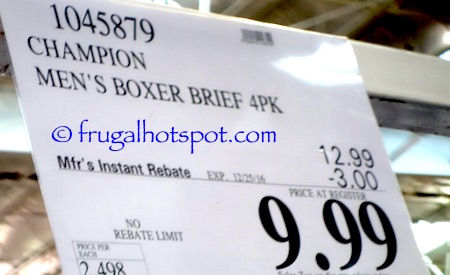 1045879
CHAMPION
MEN'S BOXER BRIEF 4PK
© frugalhotspot.com
12.99
Mfr's Instant Rebate EXP. 12/25/16 -3.00
PRICE AT REGISTER
9.99
NO
REBATE LIMIT
PRICE PER
EACH
2.498